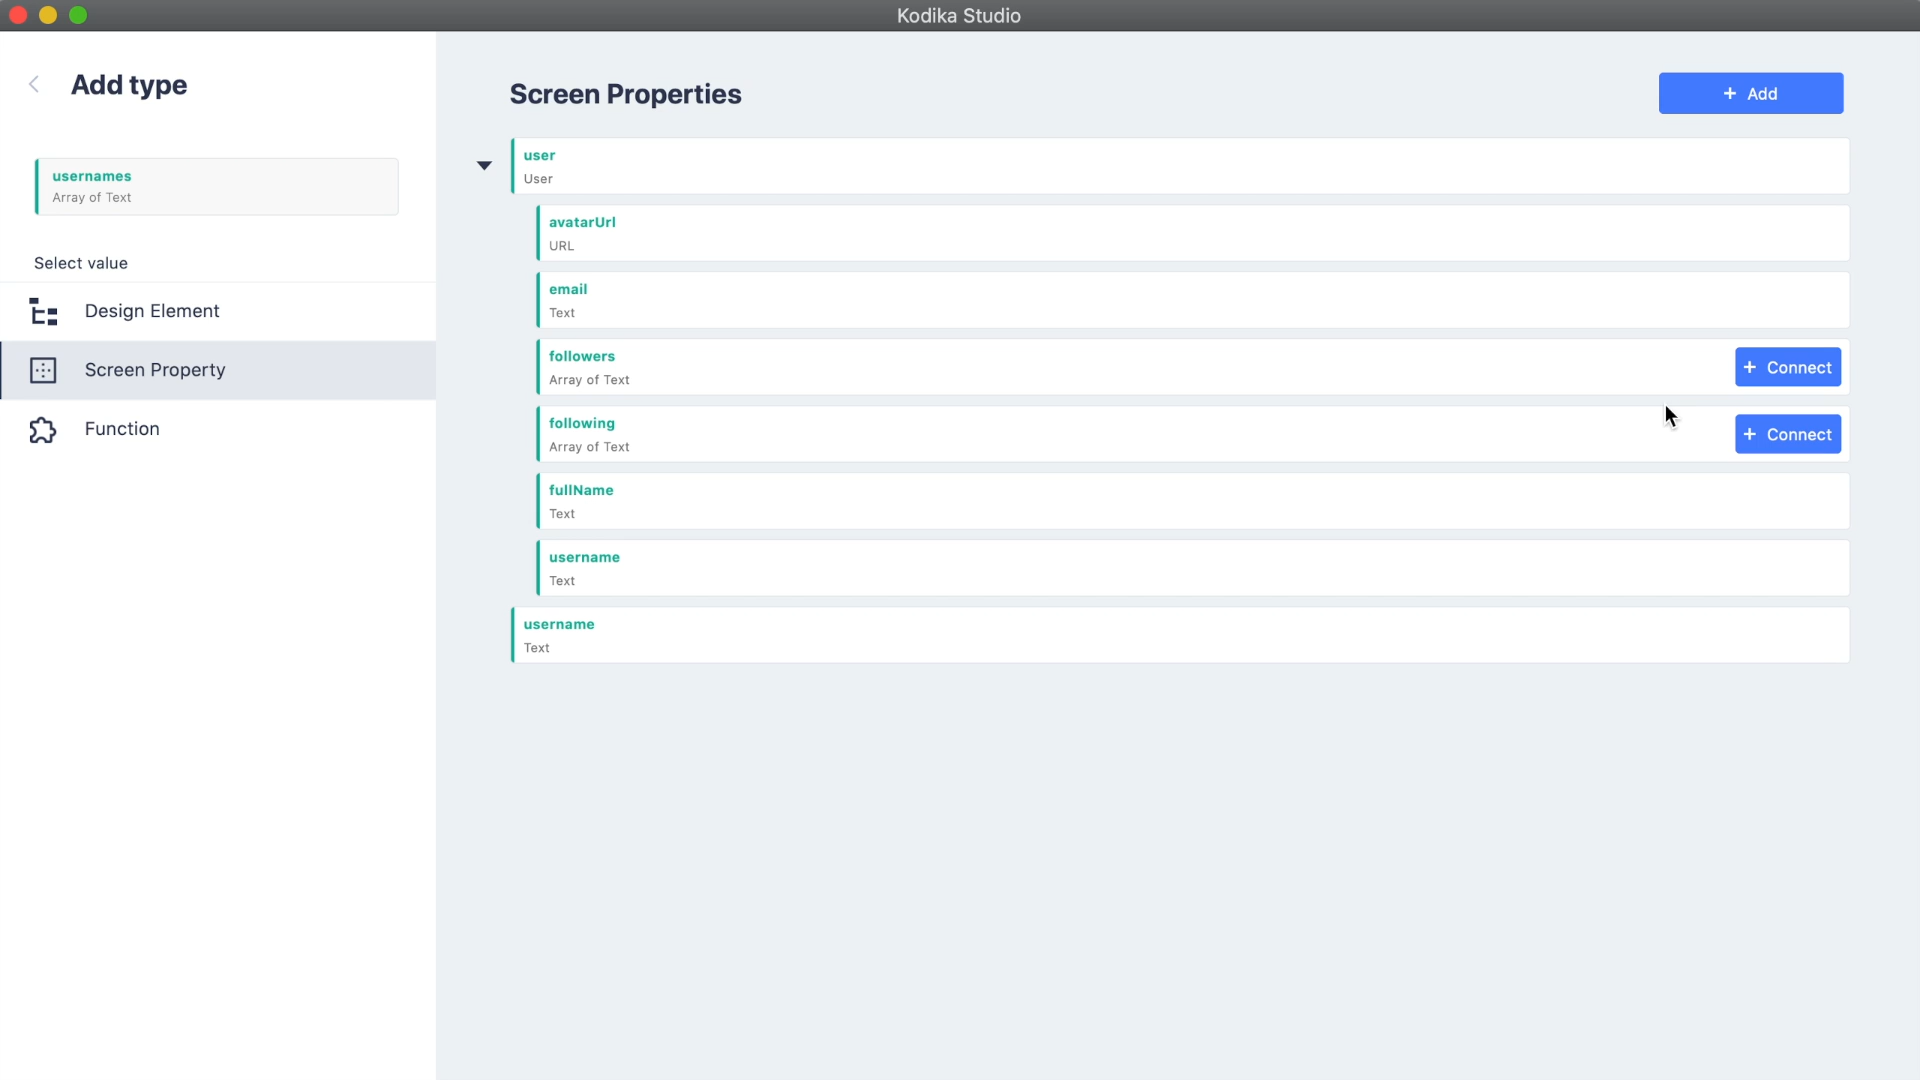 Kodika Studio
Add type
usernames
Array of Text
Select value
Design Element
Screen Property
Function
Screen Properties
+ Add
user
User
avatarUrl
URL
email
Text
followers
Array of Text
+ Connect
following
Array of Text
+ Connect
fullName
Text
username
Text
username
Text